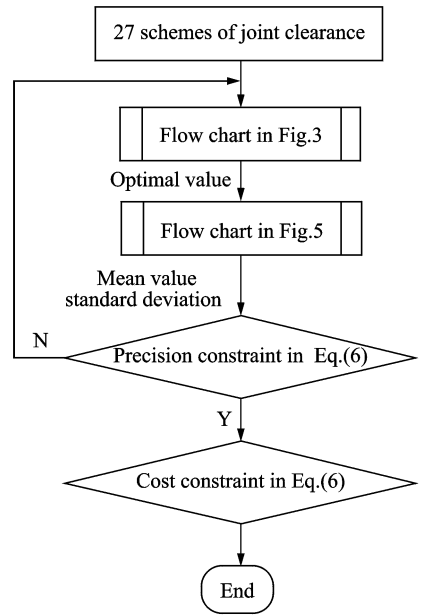 27 schemes of joint clearance
Flow chart in Fig.3
Optimal value
Flow chart in Fig.5
Mean value
standard deviation
N
Precision constraint in Eq.(6)
Y
Cost constraint in Eq.(6)
End